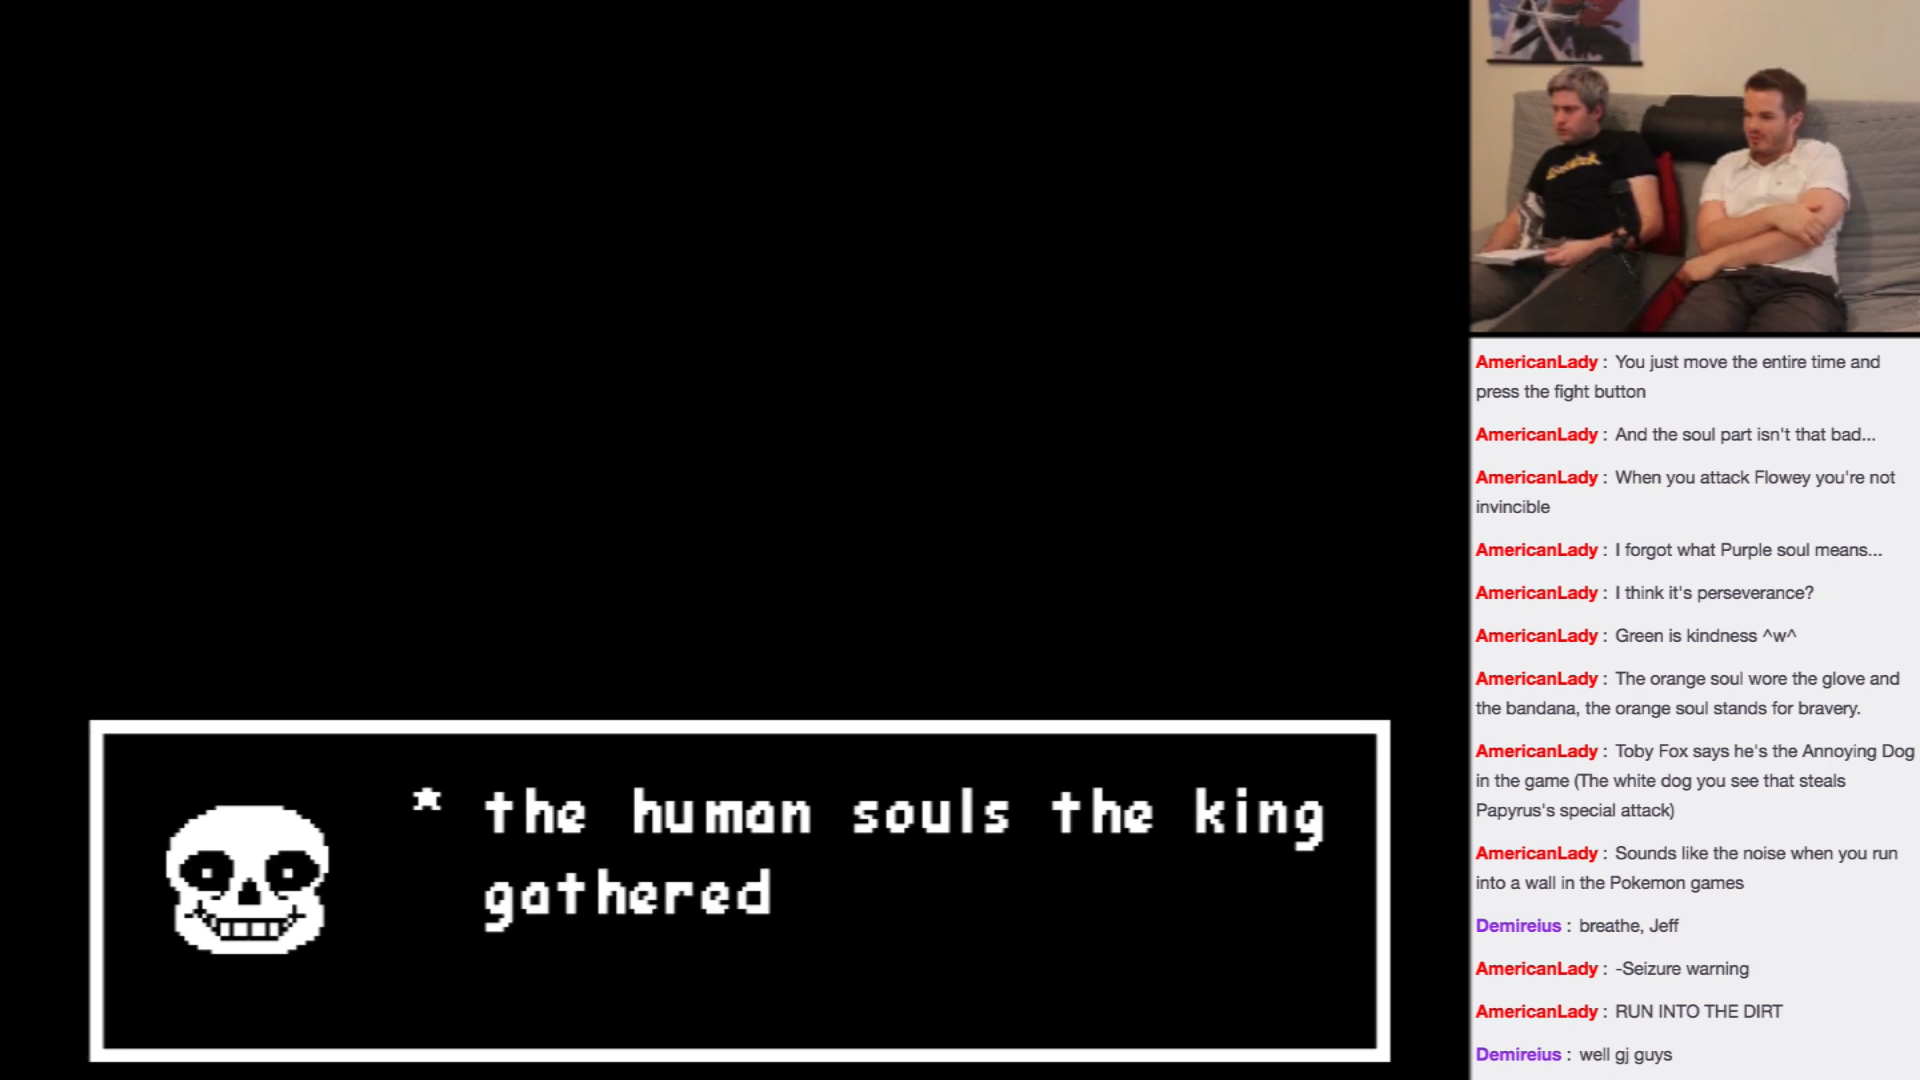 * the human souls the king
gathered
AmericanLady : You just move the entire time and
press the fight button
AmericanLady : And the soul part isn't that bad...
AmericanLady : When you attack Flowey you're not
invincible
AmericanLady : I forgot what Purple soul means...
AmericanLady : I think it's perseverance?
AmericanLady : Green is kindness ^w^
AmericanLady : The orange soul wore the glove and
the bandana, the orange soul stands for bravery.
AmericanLady : Toby Fox says he's the Annoying Dog
in the game (The white dog you see that steals
Papyrus's special attack)
AmericanLady : Sounds like the noise when you run
into a wall in the Pokemon games
Demireius : breathe, Jeff
AmericanLady : -Seizure warning
AmericanLady : RUN INTO THE DIRT
Demireius : well gj guys